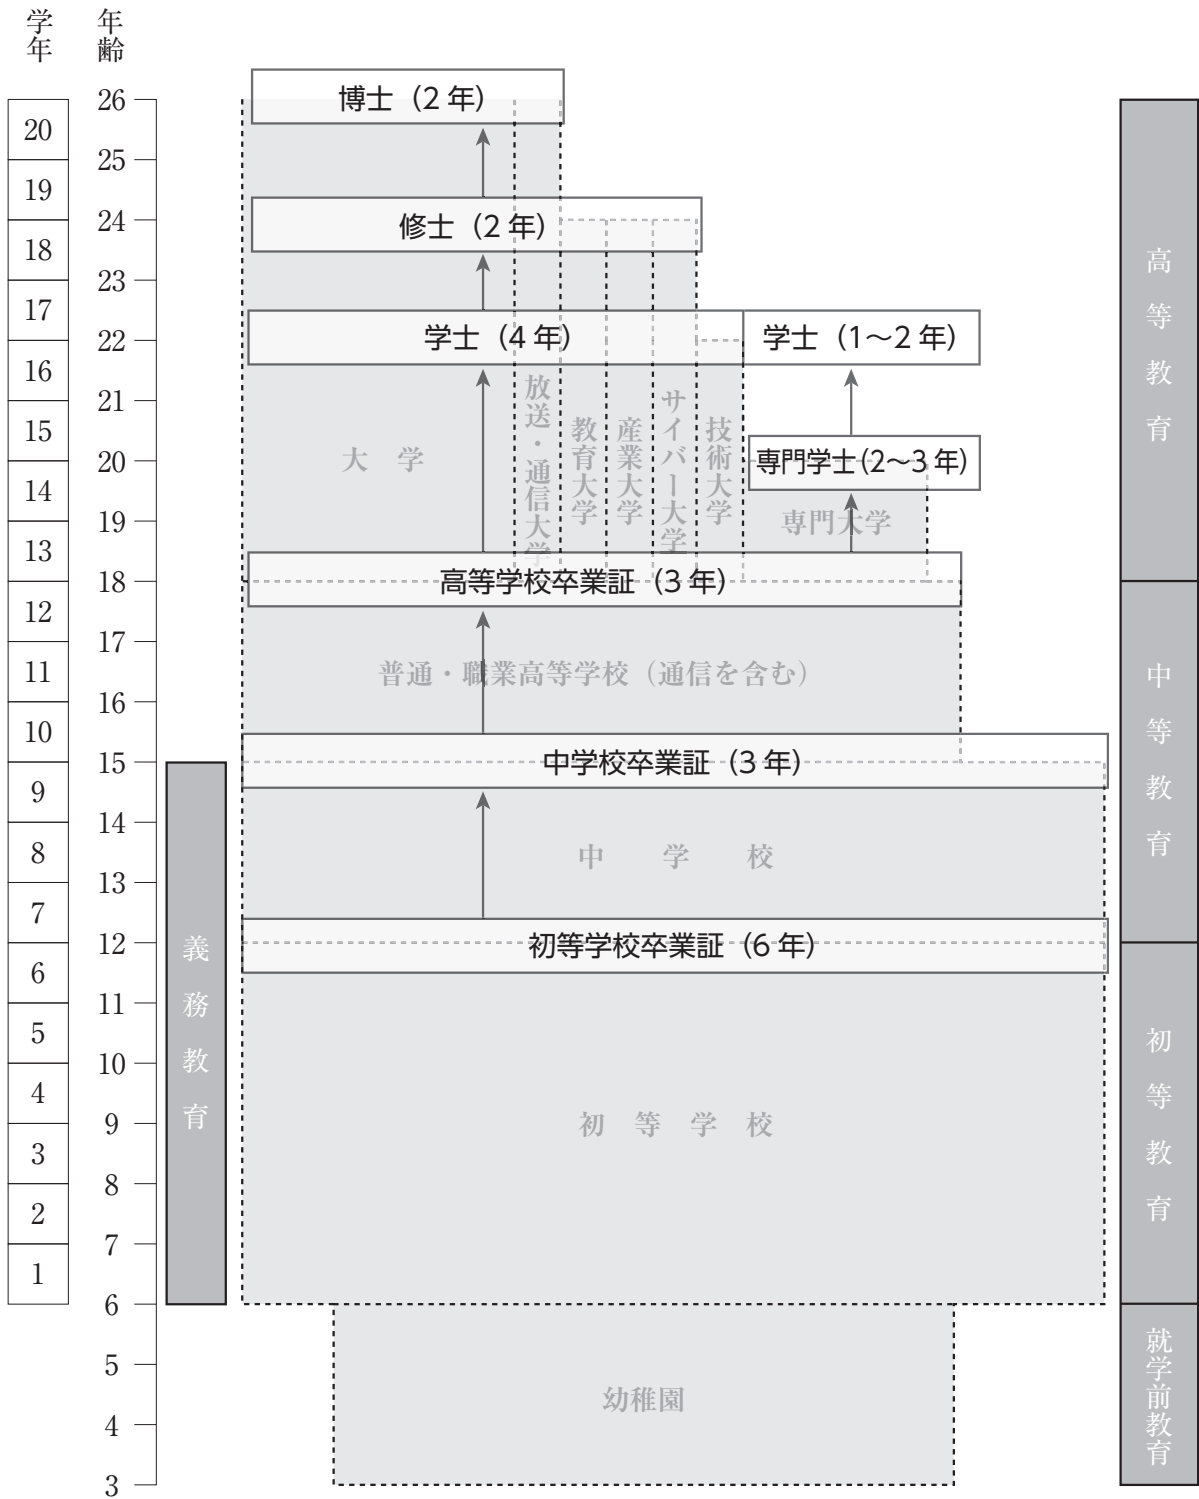 学年
年齢
20
19
18
17
16
15
14
13
12
11
10
9
8
7
6
5
4
3
2
1
26
25
24
23
22
21
20
19
18
17
16
15
14
13
12
11
10
9
8
7
6
5
4
3
義務教育
博士（2 年）
修士（2 年）
学士（4 年）
学士（1～2 年）
専門学士（2～3 年）
大学
放送・通信大学
教育大学
産業大学
サイバー大学
技術大学
専門大学
高等学校卒業証（3 年）
普通・職業高等学校（通信を含む）
中学校卒業証（3 年）
中学校
初等学校卒業証（6 年）
初等学校
幼稚園
高等教育
中等教育
初等教育
就学前教育